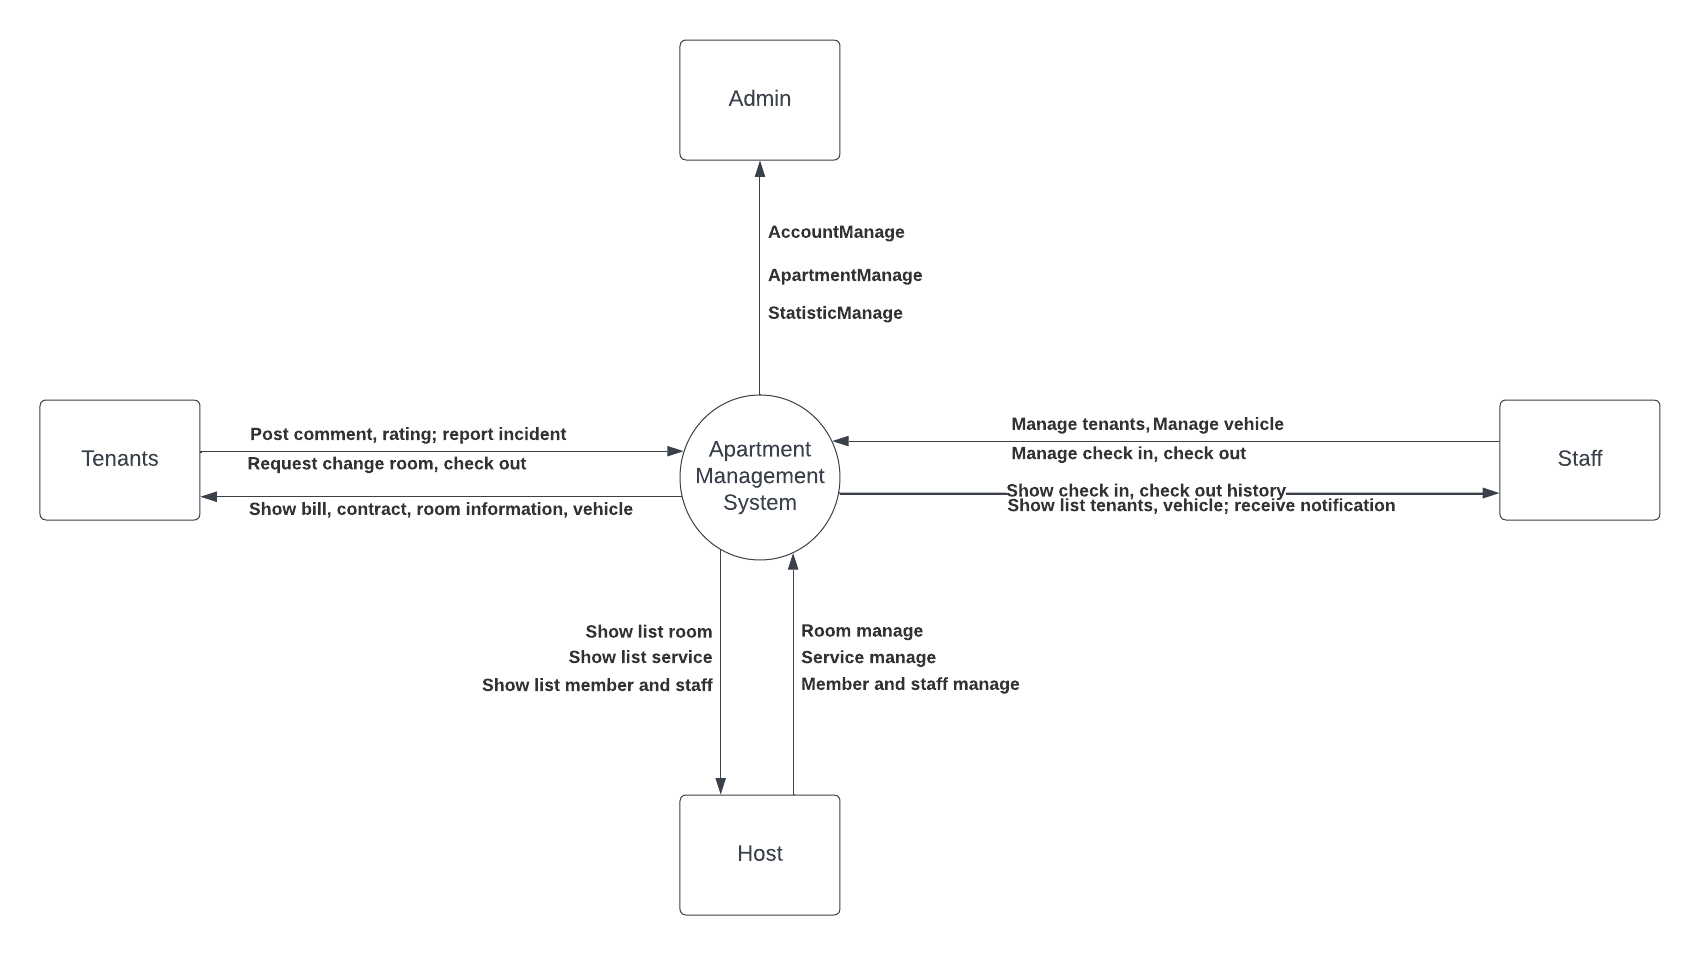 Admin
AccountManage
ApartmentManage
StatisticManage
Tenants
Post comment, rating; report incident
Request change room, check out
Show bill, contract, room information, vehicle
Apartment
Management
System
Manage tenants, Manage vehicle
Manage check in, check out
Show check in, check out history
Show list tenants, vehicle; receive notification
Staff
Show list room
Show list service
Show list member and staff
Room manage
Service manage
Member and staff manage
Host